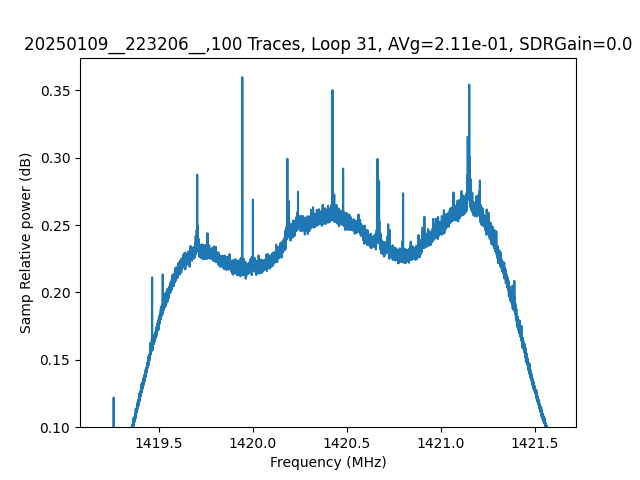 20250109__223206__,100 Traces, Loop 31, AVg=2.11e-01, SDRGain=0.0
Samp Relative power (dB)
0.35
0.30
0.25
0.20
0.15
0.10
1419.5 1420.0 1420.5 1421.0 1421.5
Frequency (MHz)